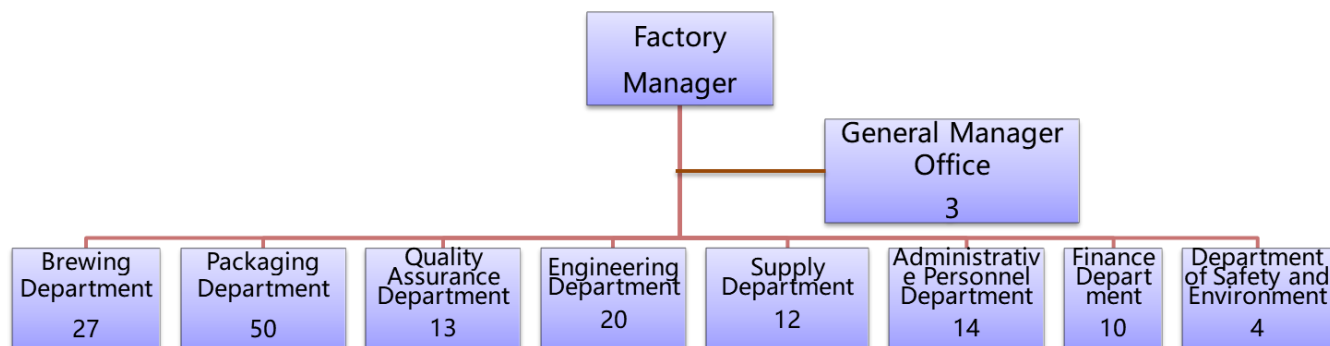 Factory
Manager
General Manager
Office
3
Brewing
Department
27
Packaging
Department
50
Quality
Assurance
Department
13
Engineering
Department
20
Supply
Department
12
Administrativ
e Personnel
Department
14
Finance
Depart
ment
10
Department
of Safety and
Environment
4